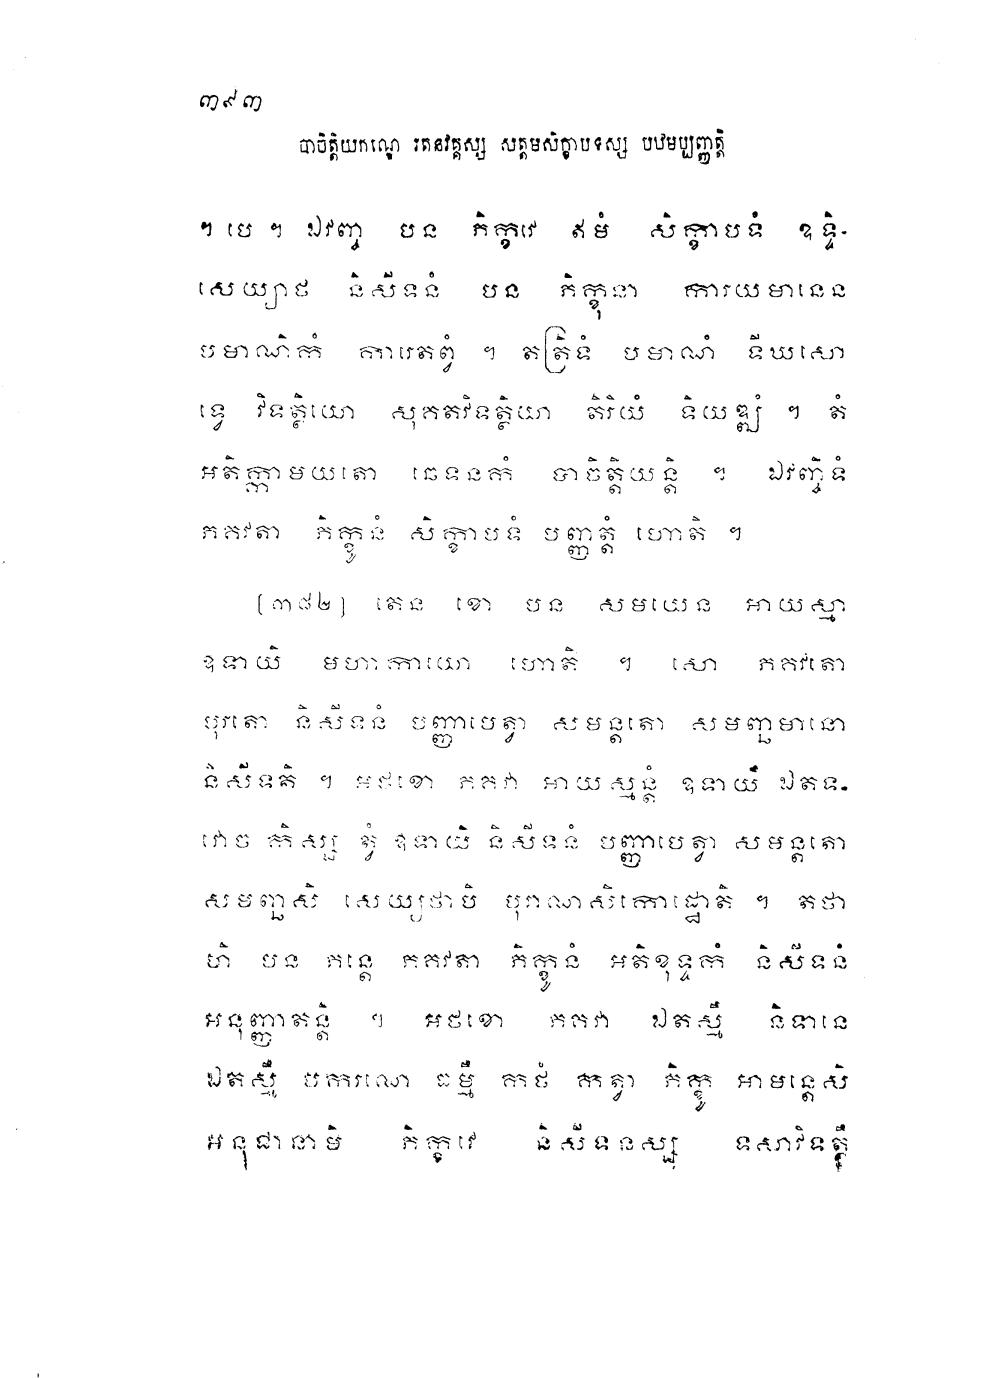 ៣៩៣
បាចិត្តិយកណ្ឌេ រតនវគ្គស្ស សត្តមសិក្ខាបទស្ស បឋមប្បញ្ញត្តិ
។ បេ ។ ឯវញ្ច បន ភិក្ខវេ ឥមំ សិក្ខាបទំ ឧទ្ទិ-
សេយ្យាថ និសីទនំ បន ភិក្ខុនា ការយមានេន
បមាណិកំ ការេតព្វំ ។ តត្រិទំ បមាណំ ទីឃសោ
ទ្វេ វិទត្ថិយោ សុគតវិទត្ថិយា តិរិយំ ទិយឌ្ឍំ ។ តំ
អតិក្កាមយតោ ឆេទនកំ បាចិត្តិយន្តិ ។ ឯវញ្ចិទំ
ភគវតា ភិក្ខូនំ សិក្ខាបទំ បញ្ញត្តំ ហោតិ ។
[៣៨២] តេន ខោ បន សមយេន អាយស្មា
ឧទាយិ មហាកាយោ ហោតិ ។ សោ ភគវតោ
បុរតោ និសីទនំ បញ្ញាបេត្វា សមន្តតោ សមញ្ឆមានោ
និសីទតិ ។ អថខោ ភគវា អាយស្មន្តំ ឧទាយឹ ឯតទ-
វោច កិស្ស ត្វំ ឧទាយិ និសីទនំ បញ្ញាបេត្វា សមន្តតោ
សមញ្ឆសិ សេយ្យថាបិ បុរាណសិកោដ្ឋោតិ ។ តថា
ហិ បន ភន្តេ ភគវតា ភិក្ខូនំ អតិខុទ្ទកំ និសីទនំ
អនុញ្ញាតន្តិ ។ អថខោ ភគវា ឯតស្មឹ និទានេ
ឯតស្មឹ បករណេ ធម្មឹ កថំ កត្វា ភិក្ខូ អាមន្តេសិ
អនុជានាមិ ភិក្ខវេ និសីទនស្ស ទសាវិទត្ថឹ